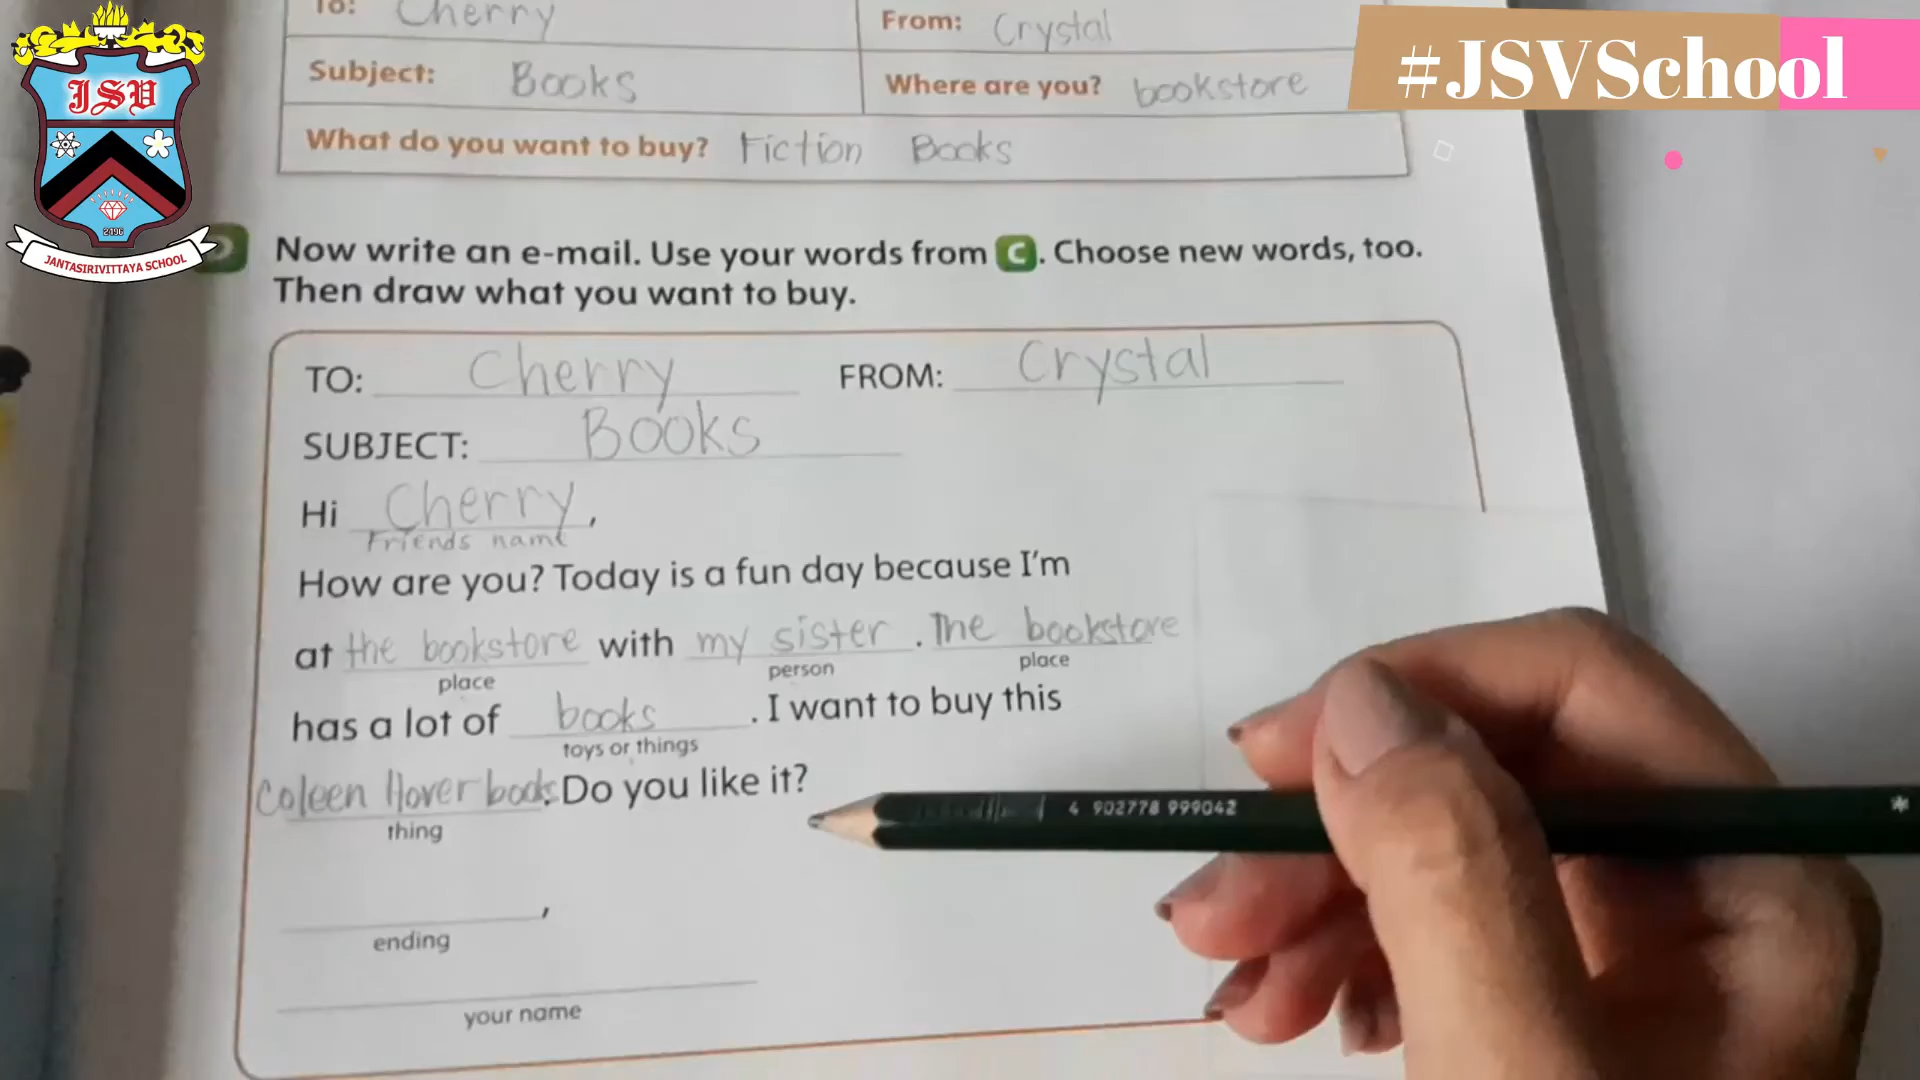 JSV
2496
JANTASIRIVITTAYA SCHOOL
#JSVSchool
To: Cherry From: Crystal
Subject: Books Where are you? bookstore
What do you want to buy? Fiction Books
Now write an e-mail. Use your words from C. Choose new words, too.
Then draw what you want to buy.
TO: Cherry FROM: Crystal
SUBJECT: Books
Hi Cherry,
Friends name
How are you? Today is a fun day because I'm
at the bookstore with my sister. The bookstore
place person place
has a lot of books. I want to buy this
toys or things
Coleen Hover books. Do you like it?
thing
,
ending
your name
4 902778 999042